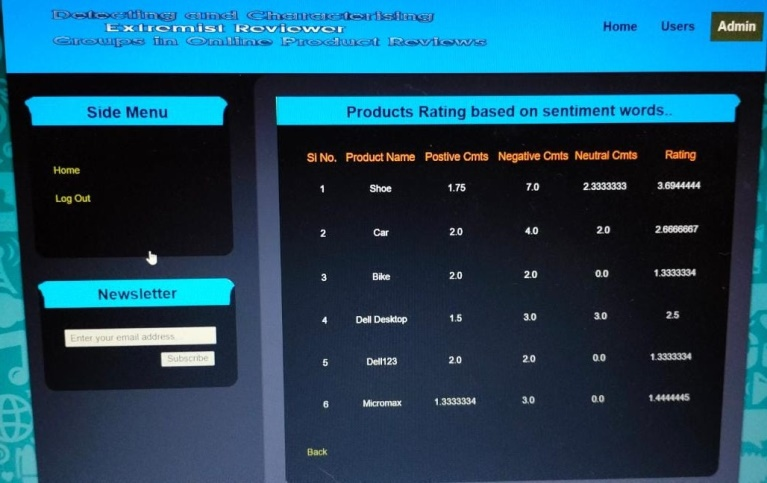 Detecting and Characterising
Extremist Reviewer
Groups in Online Product Reviews
Home Users Admin
Side Menu
Home
Log Out
Newsletter
Enter your email address.
Subscribe
Products Rating based on sentiment words..
SI No. Product Name Postive Cmts Negative Cmts Neutral Cmts Rating
1 Shoe 1.75 7.0 2.3333333 3.6944444
2 Car 2.0 4.0 2.0 2.6666667
3 Bike 2.0 2.0 0.0 1.3333334
4 Dell Desktop 1.5 3.0 3.0 2.5
5 Dell123 2.0 2.0 0.0 1.3333334
6 Micromax 1.3333334 3.0 0.0 1.4444445
Back